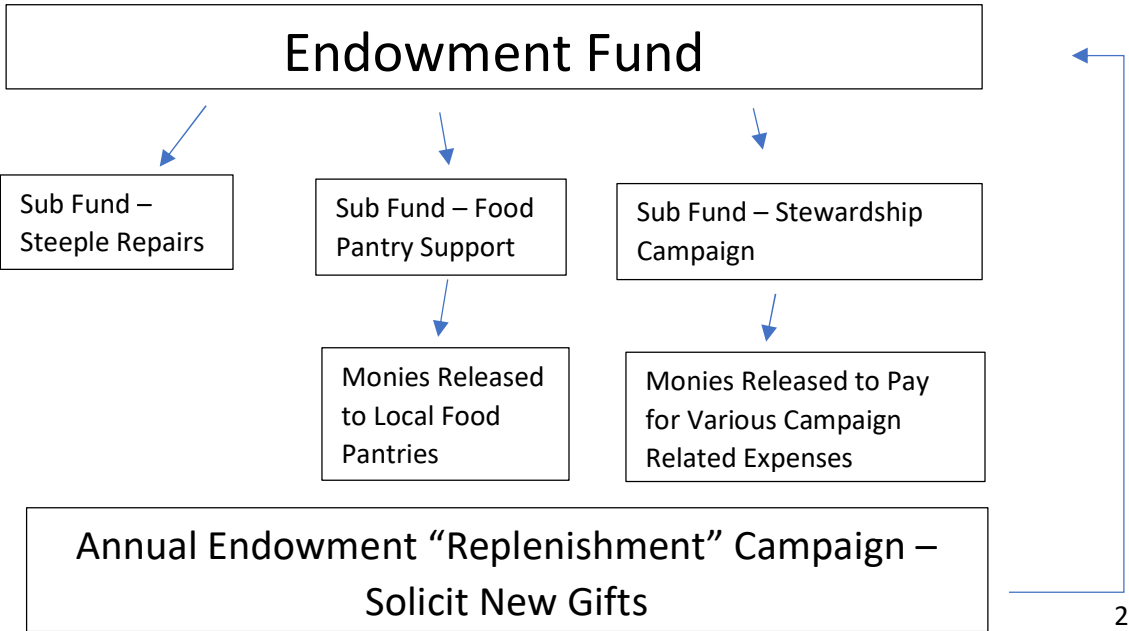 Endowment Fund
Sub Fund –
Steeple Repairs
Sub Fund – Food
Pantry Support
Sub Fund – Stewardship
Campaign
Monies Released
to Local Food
Pantries
Monies Released to Pay
for Various Campaign
Related Expenses
Annual Endowment “Replenishment” Campaign –
Solicit New Gifts
2